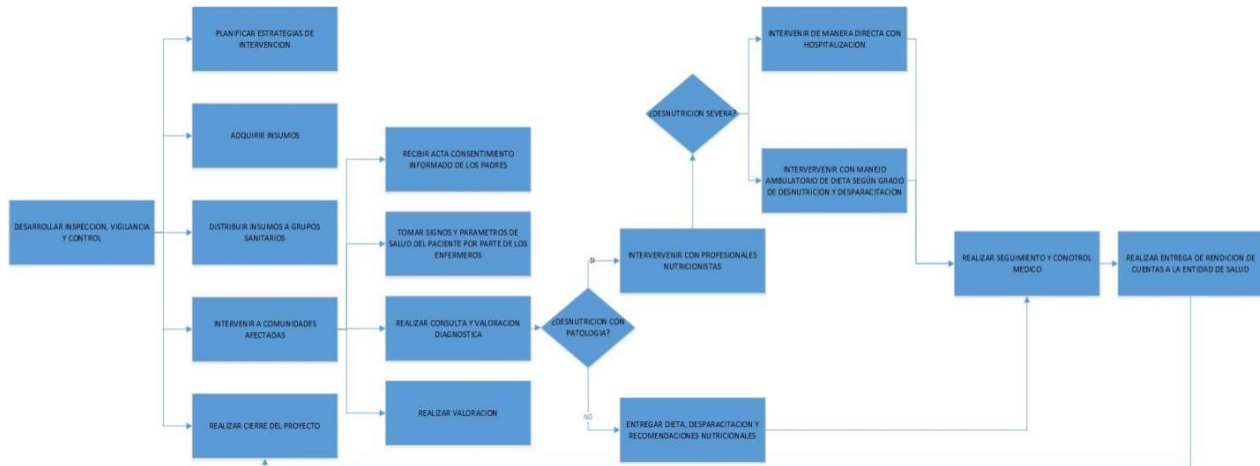 DESARROLLAR INSPECCION, VIGILANCIA
Y CONTROL
PLANIFICAR ESTRATEGIAS DE
INTERVENCION
ADQUIRIR INSUMOS
DISTRIBUIR INSUMOS A GRUPOS
SANITARIOS
INTERVENIR A COMUNIDADES
AFECTADAS
REALIZAR CIERRE DEL PROYECTO
RECIBIR ACTA CONSENTIMIENTO
INFORMADO DE LOS PADRES
TOMAR SIGNOS Y PARAMETROS DE
SALUD DEL PACIENTE POR PARTE DE LOS
ENFERMEROS
REALIZAR CONSULTA Y VALORACION
DIAGNOSTICA
REALIZAR VALORACION
¿DESNUTRICION CON
PATOLOGIA?
SI
INTERVERVENIR CON PROFESIONALES
NUTRICIONISTAS
NO
ENTREGAR DIETA, DESPARACITACION Y
RECOMENDACIONES NUTRICIONALES
¿DESNUTRICION SEVERA?
INTERVENIR DE MANERA DIRECTA CON
HOSPITALIZACION
INTERVERVENIR CON MANEJO
AMBULATORIO DE DIETA SEGÚN GRADO
DE DESNUTRICION Y DESPARACITACION
REALIZAR SEGUIMIENTO Y CONOTROL
MEDICO
REALIZAR ENTREGA DE RENDICION DE
CUENTAS A LA ENTIDAD DE SALUD